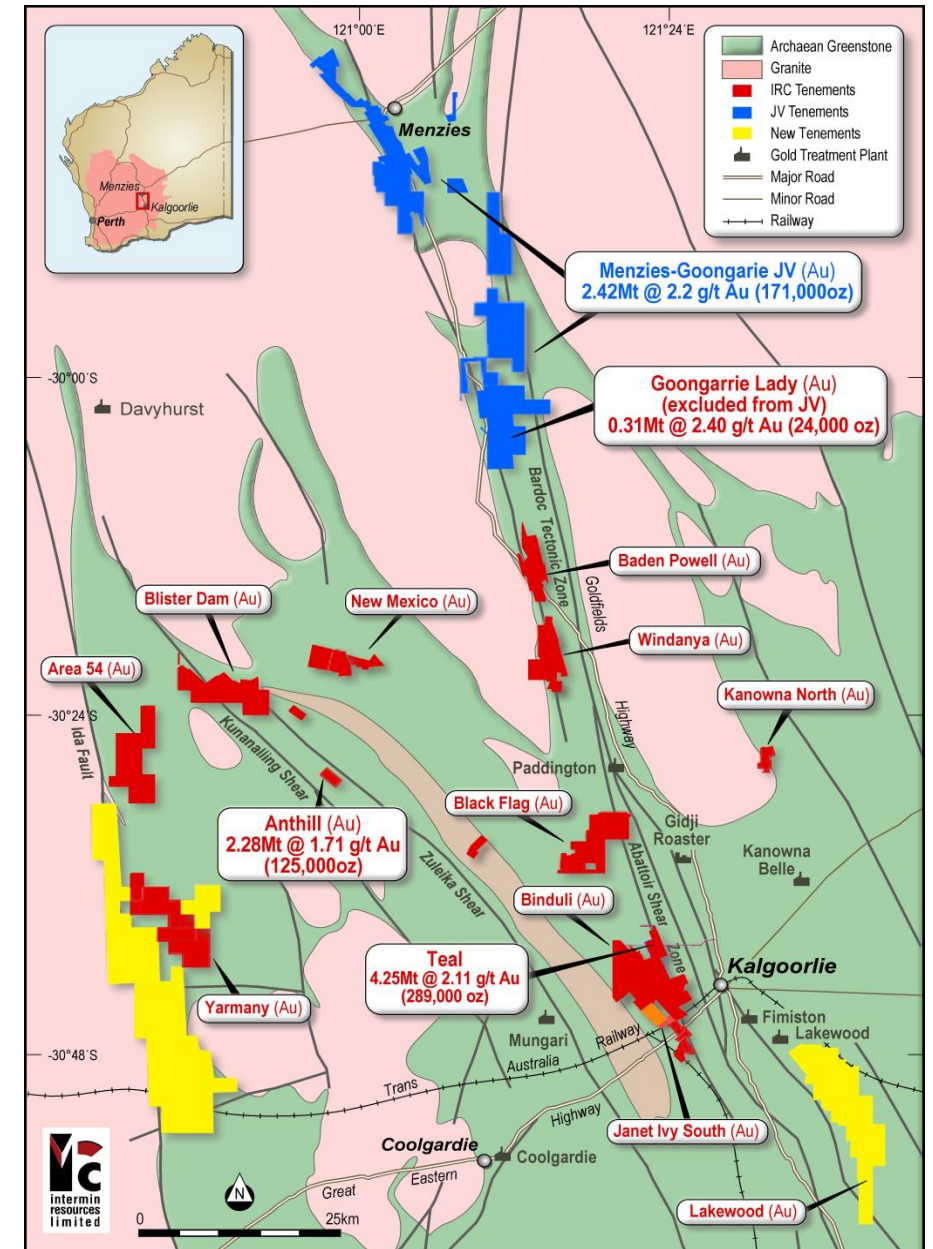 121°00´E
121°24´E
Archaean Greenstone
Granite
IRC Tenements
JV Tenements
New Tenements
Gold Treatment Plant
Major Road
Minor Road
Railway
Menzies
Kalgoorlie
Perth
Menzies
Menzies-Goongarie JV (Au)
2.42Mt @ 2.2 g/t Au (171,000oz)
-30°00´S
Davyhurst
Goongarrie Lady (Au)
(excluded from JV)
0.31Mt @ 2.40 g/t Au (24,000 oz)
Bardoc Tectonic Zone
Goldfields
Highway
Baden Powell (Au)
Blister Dam (Au)
New Mexico (Au)
Windanya (Au)
Area 54 (Au)
Kanowna North (Au)
-30°24´S
Ida Fault
Kunanalling Shear
Paddington
Anthill (Au)
2.28Mt @ 1.71 g/t Au
(125,000oz)
Black Flag (Au)
Gidji
Roaster
Kanowna
Belle
Zuleika Shear
Abattoir Shear
Zone
Binduli (Au)
Teal
4.25Mt @ 2.11 g/t Au
(289,000 oz)
Kalgoorlie
Yarmany (Au)
Mungari
Fimiston
Lakewood
-30°48´S
Trans
Australia
Railway
Highway
Janet Ivy South (Au)
Coolgardie
Coolgardie
Great
Eastern
intermin
resources
limited
N
0
25km
Lakewood (Au)